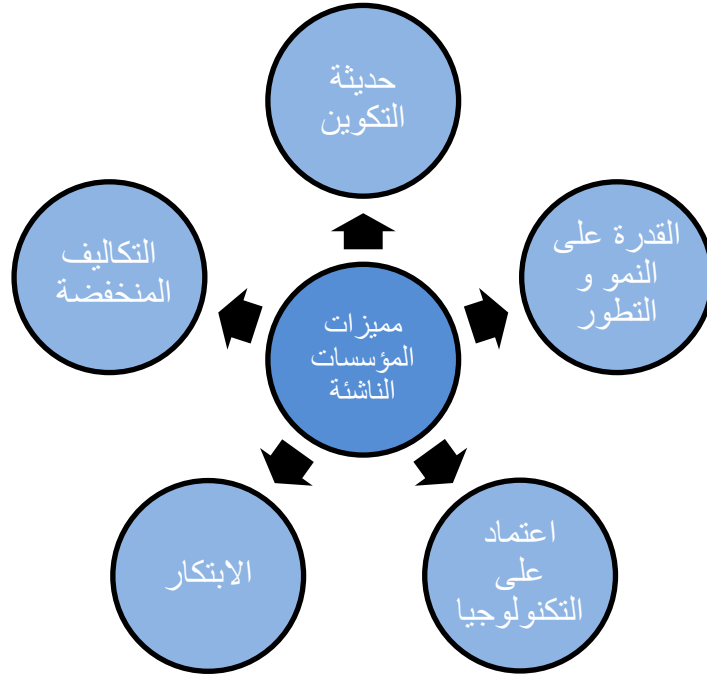 حديثة
التكوين
القدرة على
النمو و
التطور
اعتماد
على
التكنولوجيا
الابتكار
التكاليف
المنخفضة
مميزات
المؤسسات
الناشئة